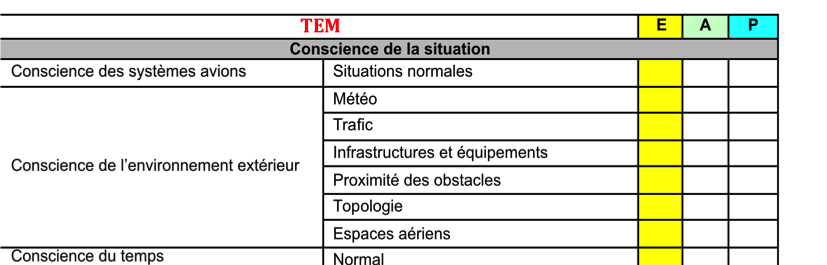 TEM E A P
Conscience de la situation
Conscience des systèmes avions Situations normales
Météo
Trafic
Infrastructures et équipements
Conscience de l’environnement extérieur
Proximité des obstacles
Topologie
Espaces aériens
Conscience du temps Normal